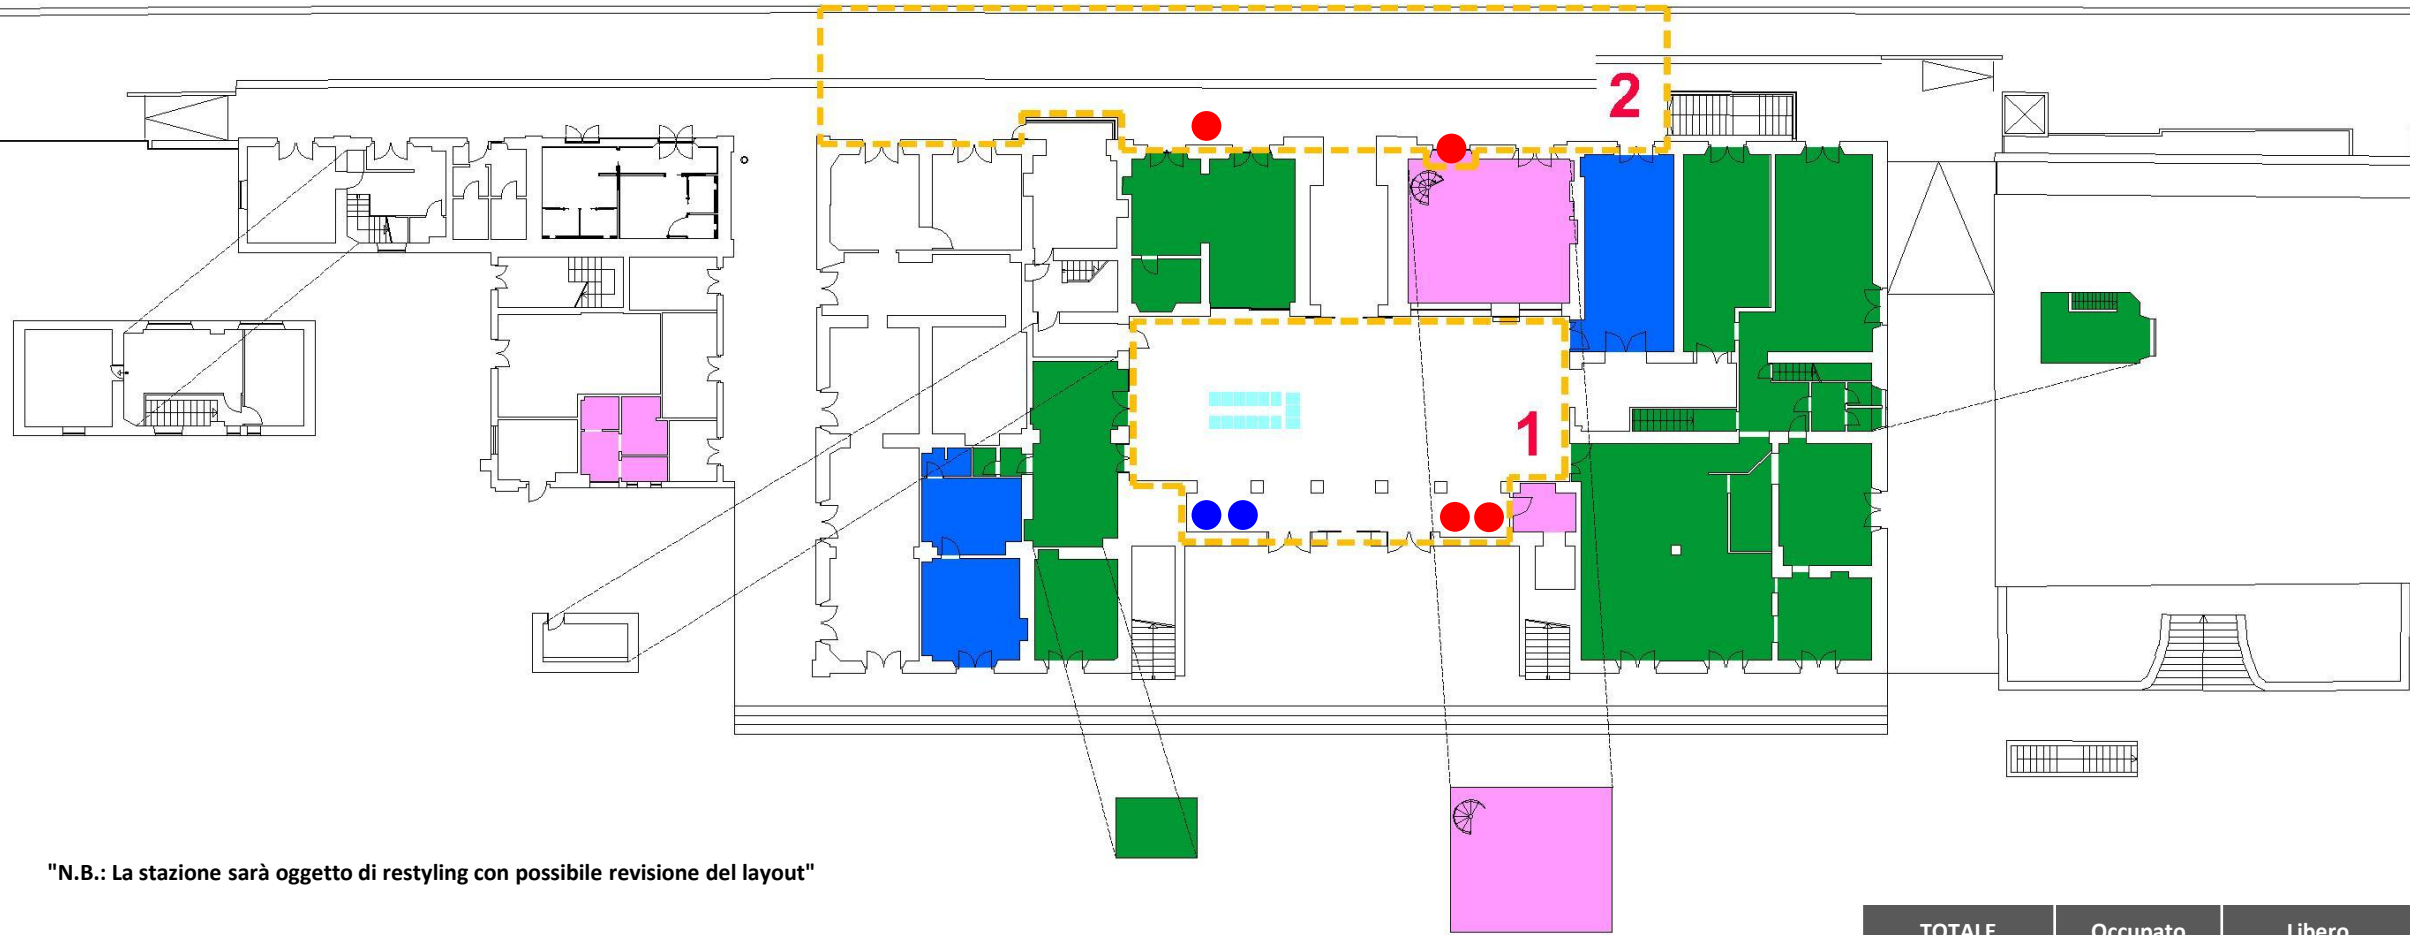 2
1
"N.B.: La stazione sarà oggetto di restyling con possibile revisione del layout"
TOTALE Occupato Libero